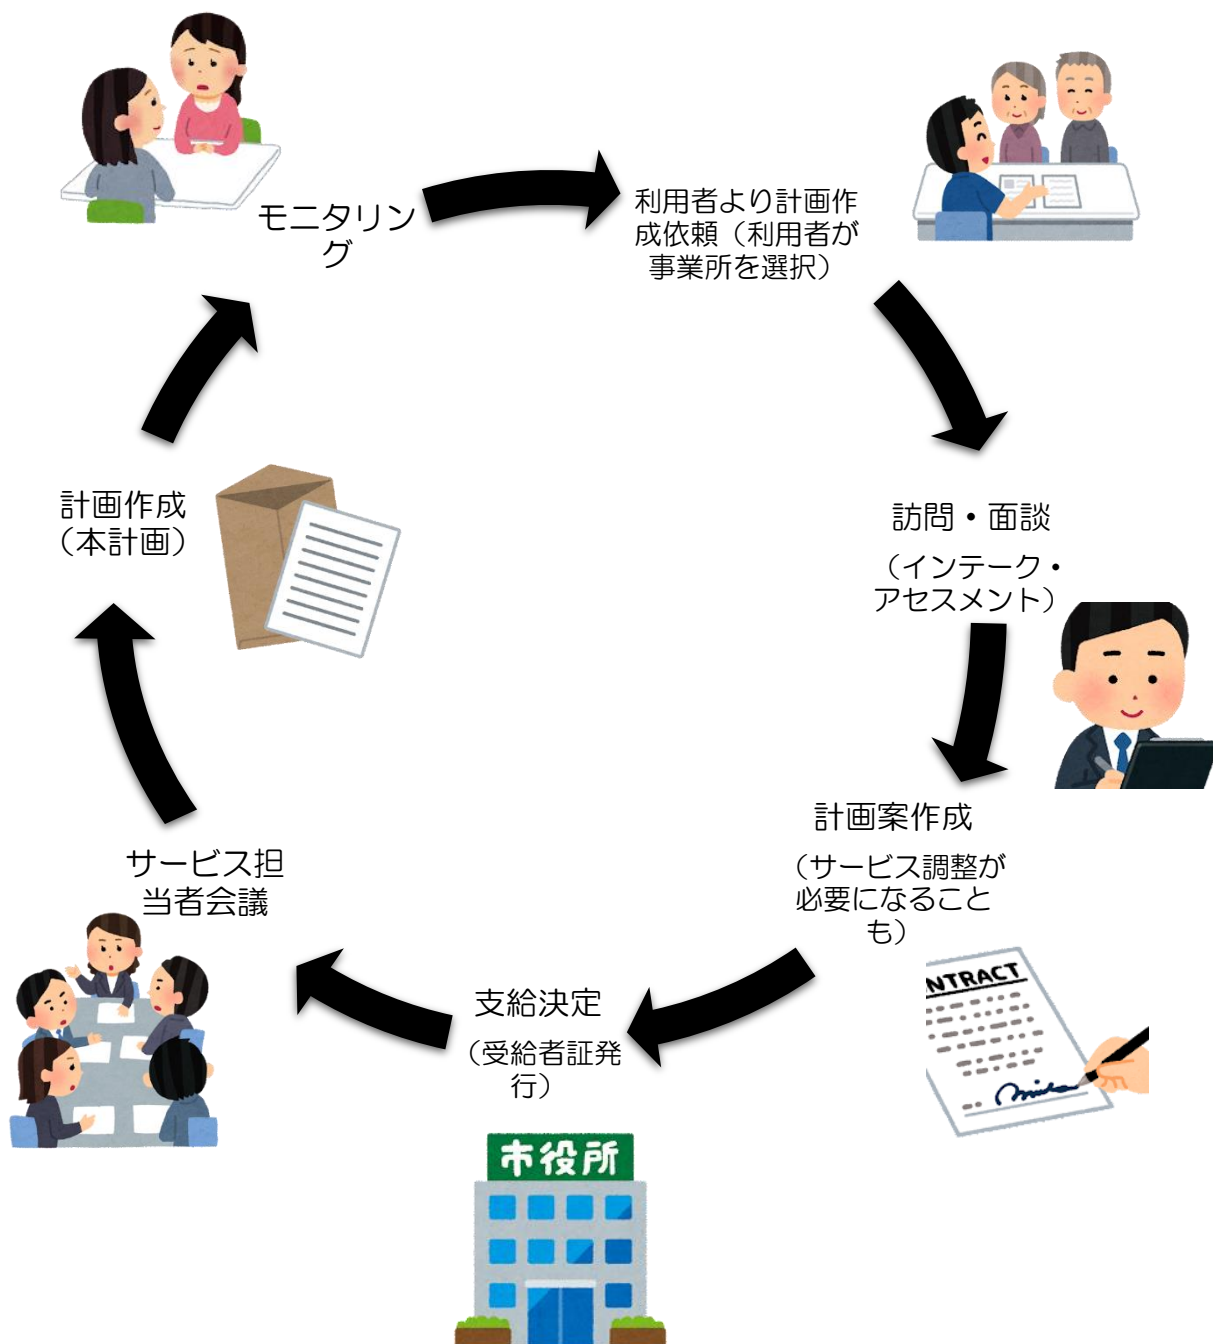 モニタリン
グ
利用者より計画作
成依頼（利用者が
事業所を選択）
訪問・面談
（インテーク・
アセスメント）
計画案作成
（サービス調整が
必要になること
も）
NTRACT
支給決定
（受給者証発
行）
市役所
サービス担
当者会議
計画作成
（本計画）